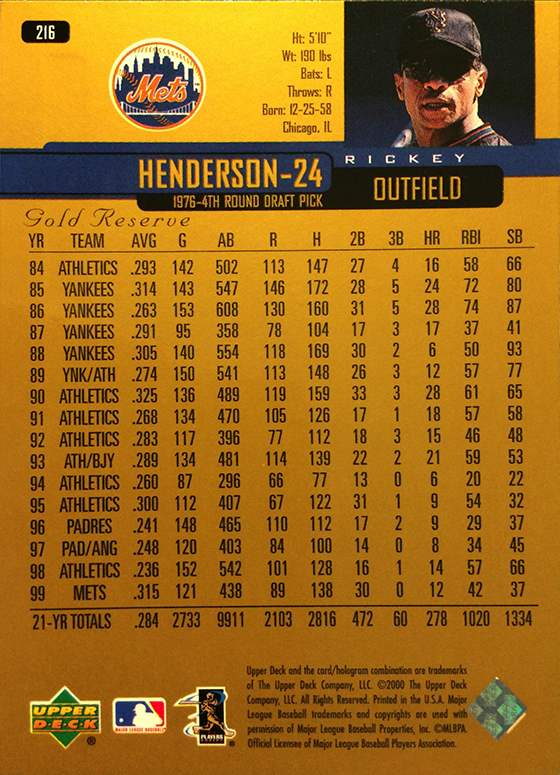 216
Mets
Ht: 5'10"
Wt: 190 lbs
Bats: L
Throws: R
Born: 12-25-58
Chicago, IL
RICKEY
HENDERSON-24
OUTFIELD
1976-4TH ROUND DRAFT PICK
Gold Reserve
YR TEAM AVG G AB R H 2B 3B HR RBI SB
84 ATHLETICS .293 142 502 113 147 27 4 16 58 66
85 YANKEES .314 143 547 146 172 28 5 24 72 80
86 YANKEES .263 153 608 130 160 31 5 28 74 87
87 YANKEES .291 95 358 78 104 17 3 17 37 41
88 YANKEES .305 140 554 118 169 30 2 6 50 93
89 YNK/ATH .274 150 541 113 148 26 3 12 57 77
90 ATHLETICS .325 136 489 119 159 33 3 28 61 65
91 ATHLETICS .268 134 470 105 126 17 1 18 57 58
92 ATHLETICS .283 117 396 77 112 18 3 15 46 48
93 ATH/BJY .289 134 481 114 139 22 2 21 59 53
94 ATHLETICS .260 87 296 66 77 13 0 6 20 22
95 ATHLETICS .300 112 407 67 122 31 1 9 54 32
96 PADRES .241 148 465 110 112 17 2 9 29 37
97 PAD/ANG .248 120 403 84 100 14 0 8 34 45
98 ATHLETICS .236 152 542 101 128 16 1 14 57 66
99 METS .315 121 438 89 138 30 0 12 42 37
21-YR TOTALS .284 2733 9911 2103 2816 472 60 278 1020 1334
Upper Deck and the card/hologram combination are trademarks
of The Upper Deck Company, LLC. ©2000 The Upper Deck
Company, LLC. All Rights Reserved. Printed in the U.S.A. Major
League Baseball trademarks and copyrights are used with
permission of Major League Baseball Properties, Inc. ©MLBPA
Official Licensee of Major League Baseball Players Association.
UPPER DECK ®
MAJOR LEAGUE BASEBALL
PLAYERS